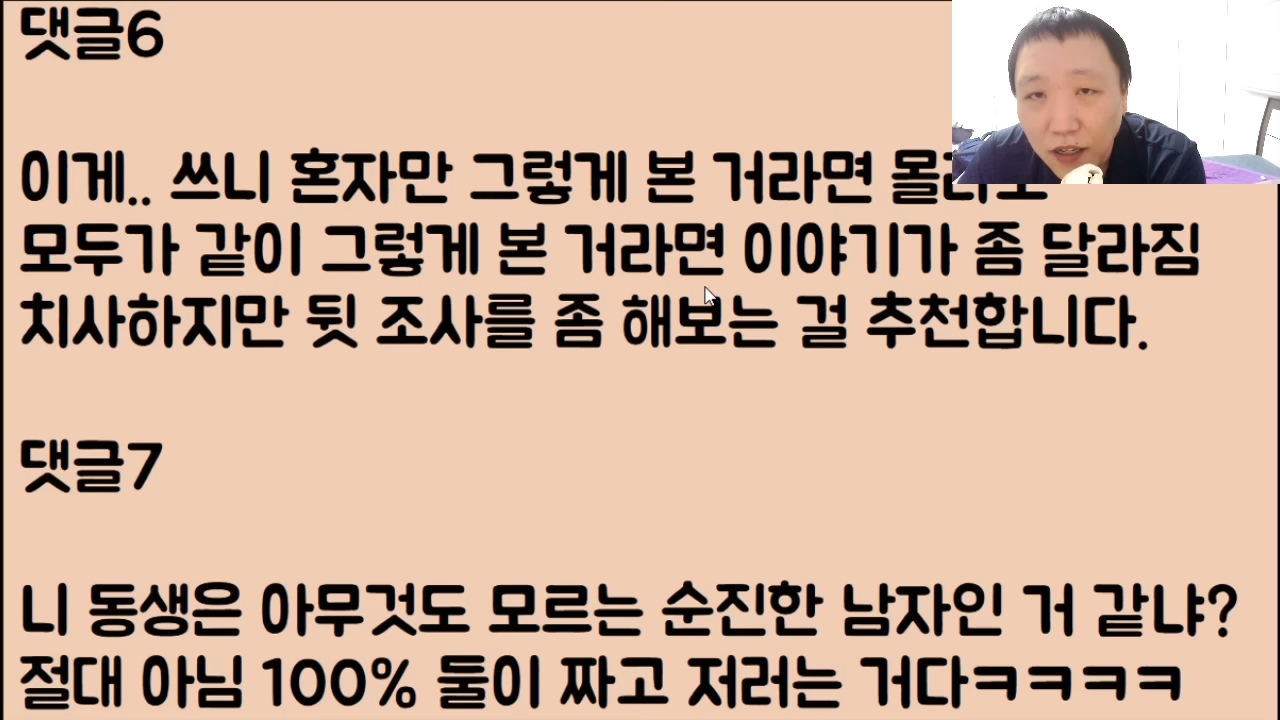 댓글6
이게.. 쓰니 혼자만 그렇게 본 거라면
모두가 같이 그렇게 본 거라면 이야기가 좀 달라짐
치사하지만 뒷 조사를 좀 해보는 걸 추천합니다.
댓글7
니 동생은 아무것도 모르는 순진한 남자인 거 같냐?
절대 아님 100% 둘이 짜고 저러는 거다ㅋㅋㅋㅋ